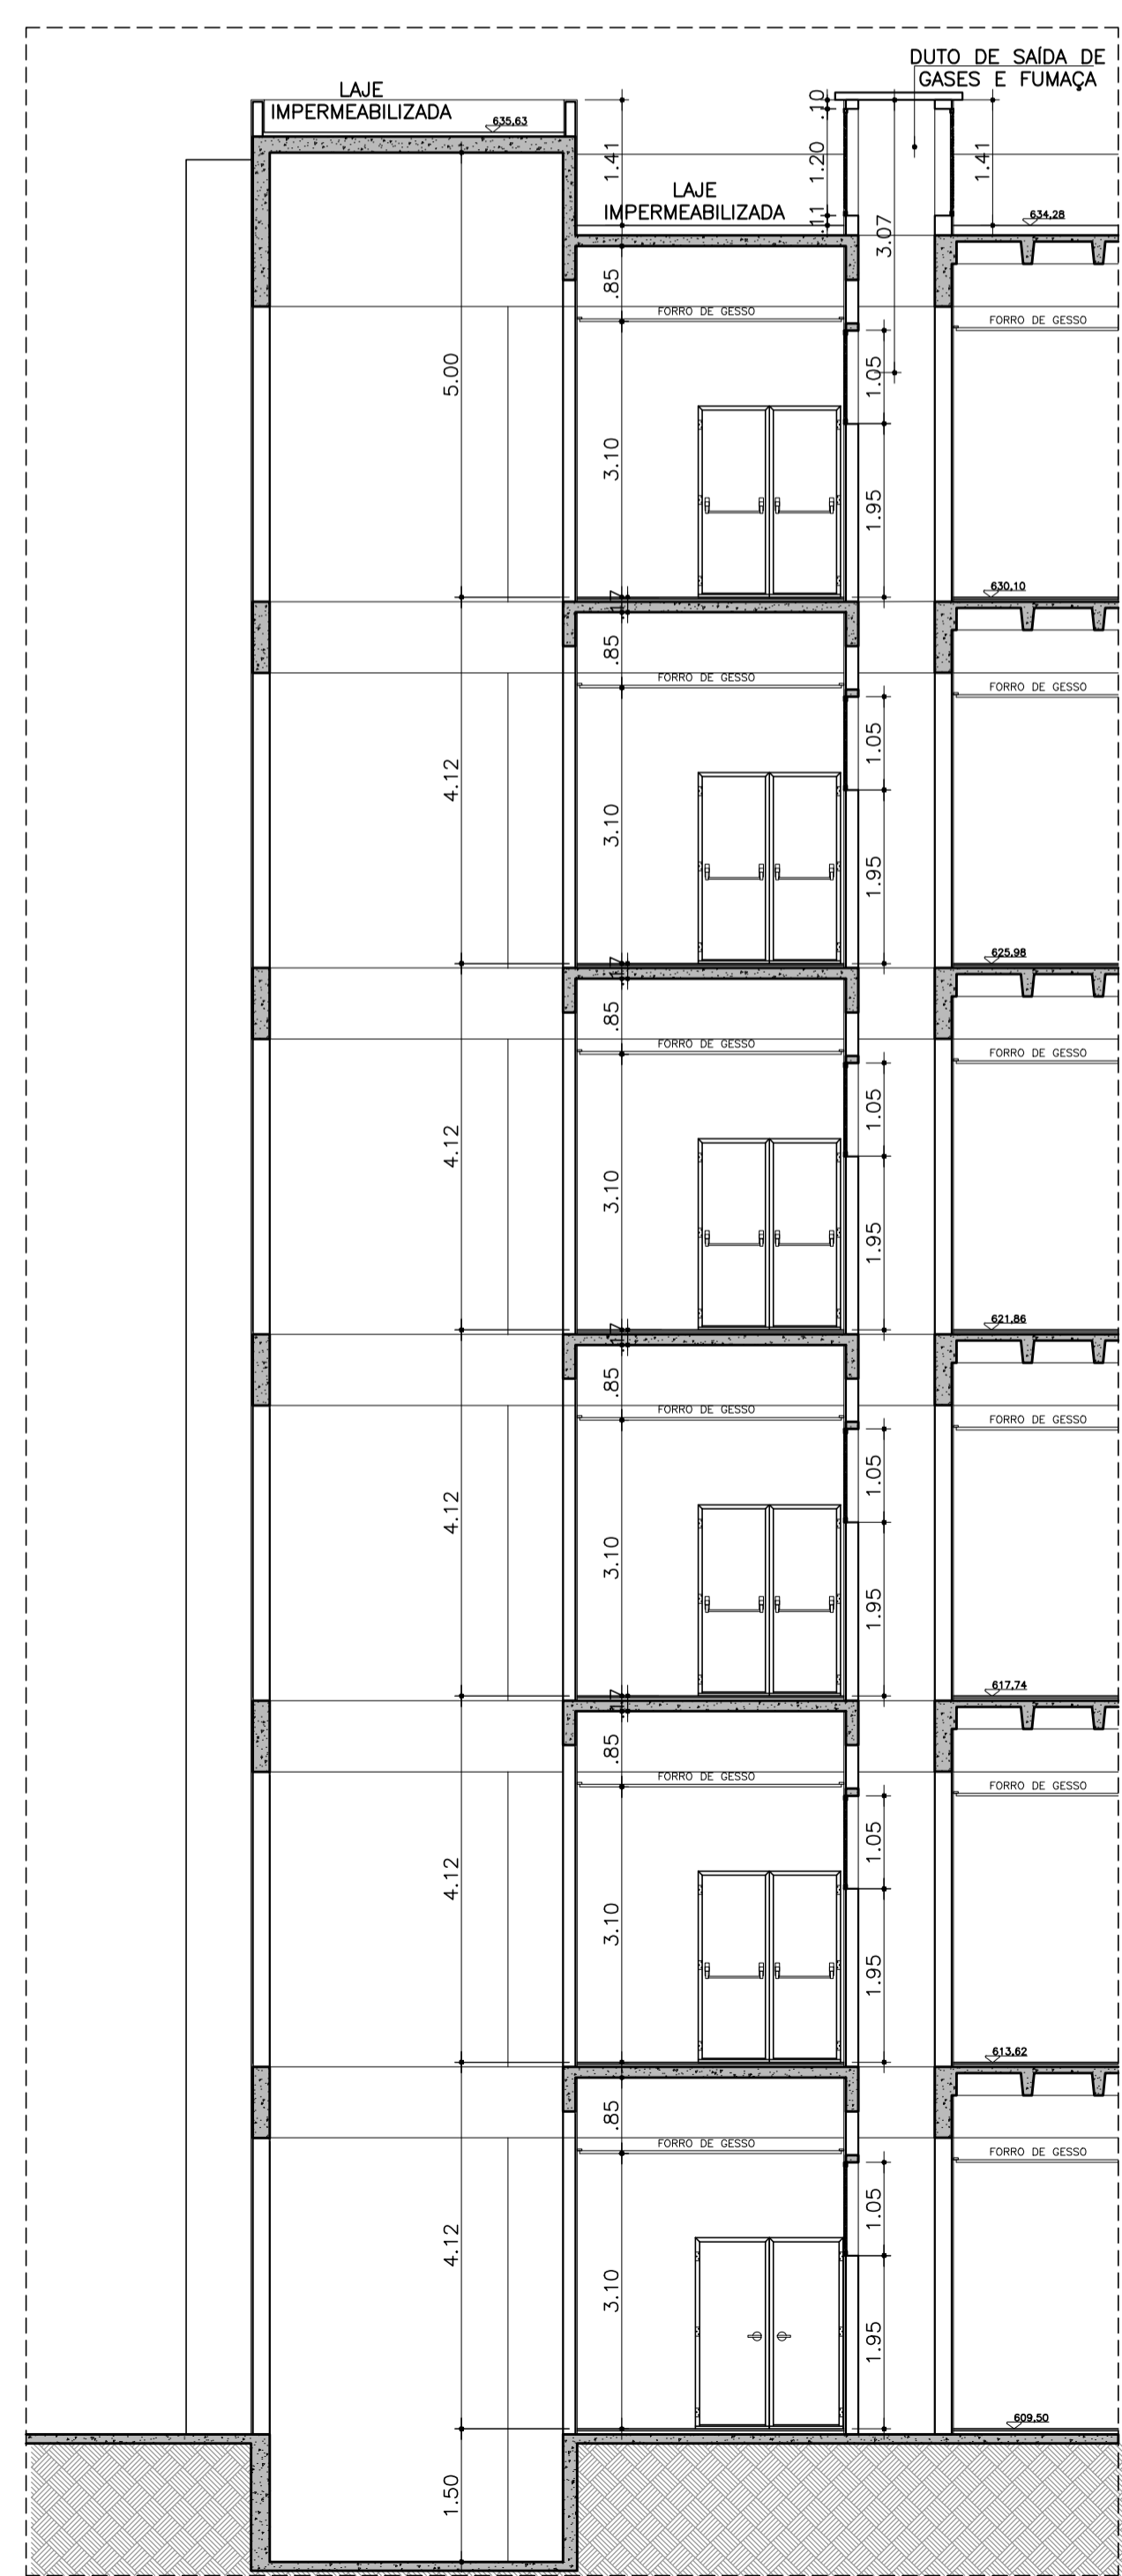 DUTO DE SAÍDA DE
GASES E FUMAÇA
LAJE
IMPERMEABILIZADA
635,63
.10
1.20
.11
1.41
1.41
3.07
LAJE
IMPERMEABILIZADA
634,28
.85
FORRO DE GESSO
FORRO DE GESSO
5.00
3.10
1.05
1.95
630,10
.17
.85
FORRO DE GESSO
FORRO DE GESSO
4.12
3.10
1.05
1.95
625,98
.17
.85
FORRO DE GESSO
FORRO DE GESSO
4.12
3.10
1.05
1.95
621,86
.17
.85
FORRO DE GESSO
FORRO DE GESSO
4.12
3.10
1.05
1.95
617,74
.17
.85
FORRO DE GESSO
FORRO DE GESSO
4.12
3.10
1.05
1.95
613,62
.85
FORRO DE GESSO
FORRO DE GESSO
4.12
3.10
1.05
1.95
609,50
1.50